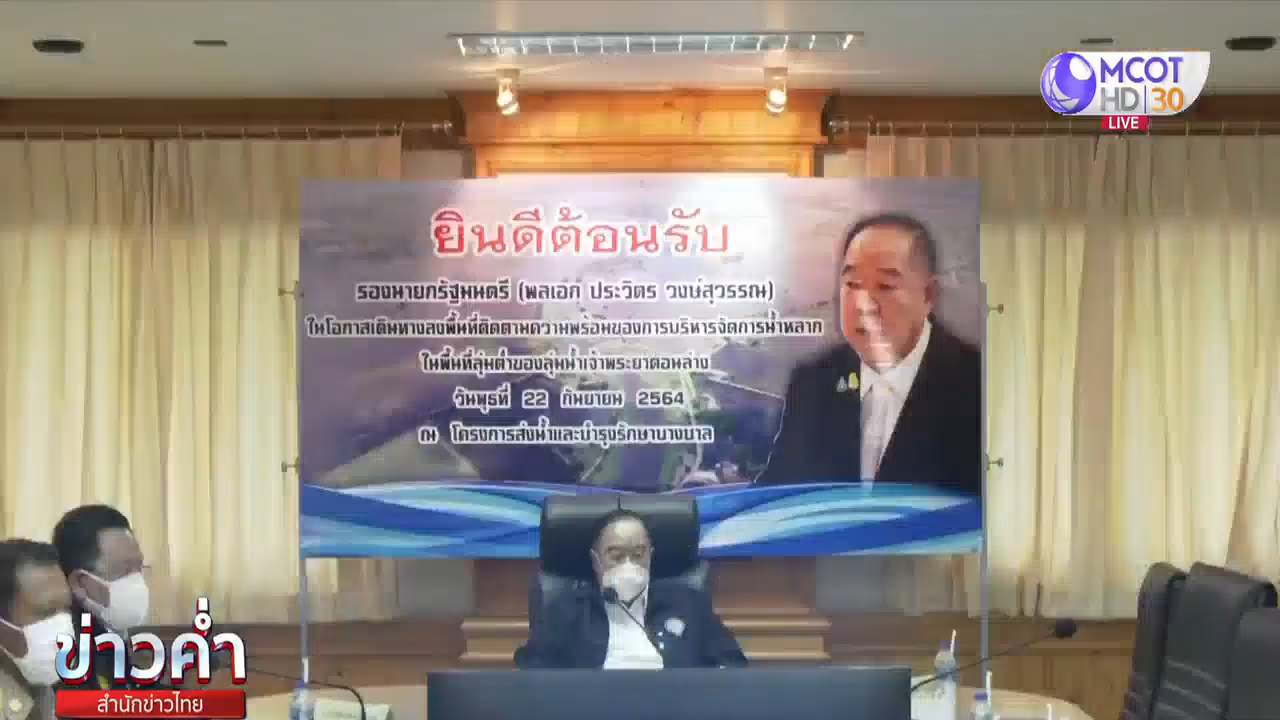 MCOT
HD 30
LIVE
ยินดีต้อนรับ
รองนายกรัฐมนตรี (พลเอก ประวิตร วงษ์สุวรรณ)
ในโอกาสเดินทางลงพื้นที่ติดตามความพร้อมของการบริหารจัดการน้ำหลาก
ในพื้นที่ลุ่มต่ำของลุ่มน้ำเจ้าพระยาตอนล่าง
วันพุธที่ 22 กันยายน 2564
ณ โครงการส่งน้ำและบำรุงรักษาบางบาล
ข่าวค่ำ
สำนักข่าวไทย